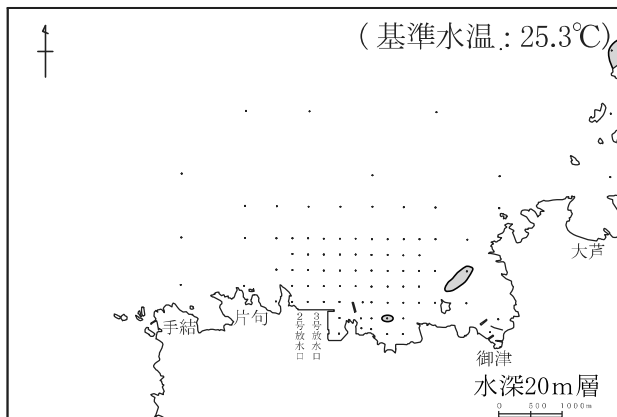 (基準水温:25.3℃)
大芦
手結
片句
2号放水口
3号放水口
御津
水深20m層
0 500 1000m